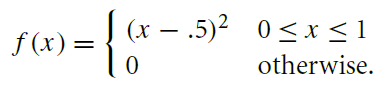 f(x) = { (x − .5)² 0 ≤ x ≤ 1
0 otherwise.